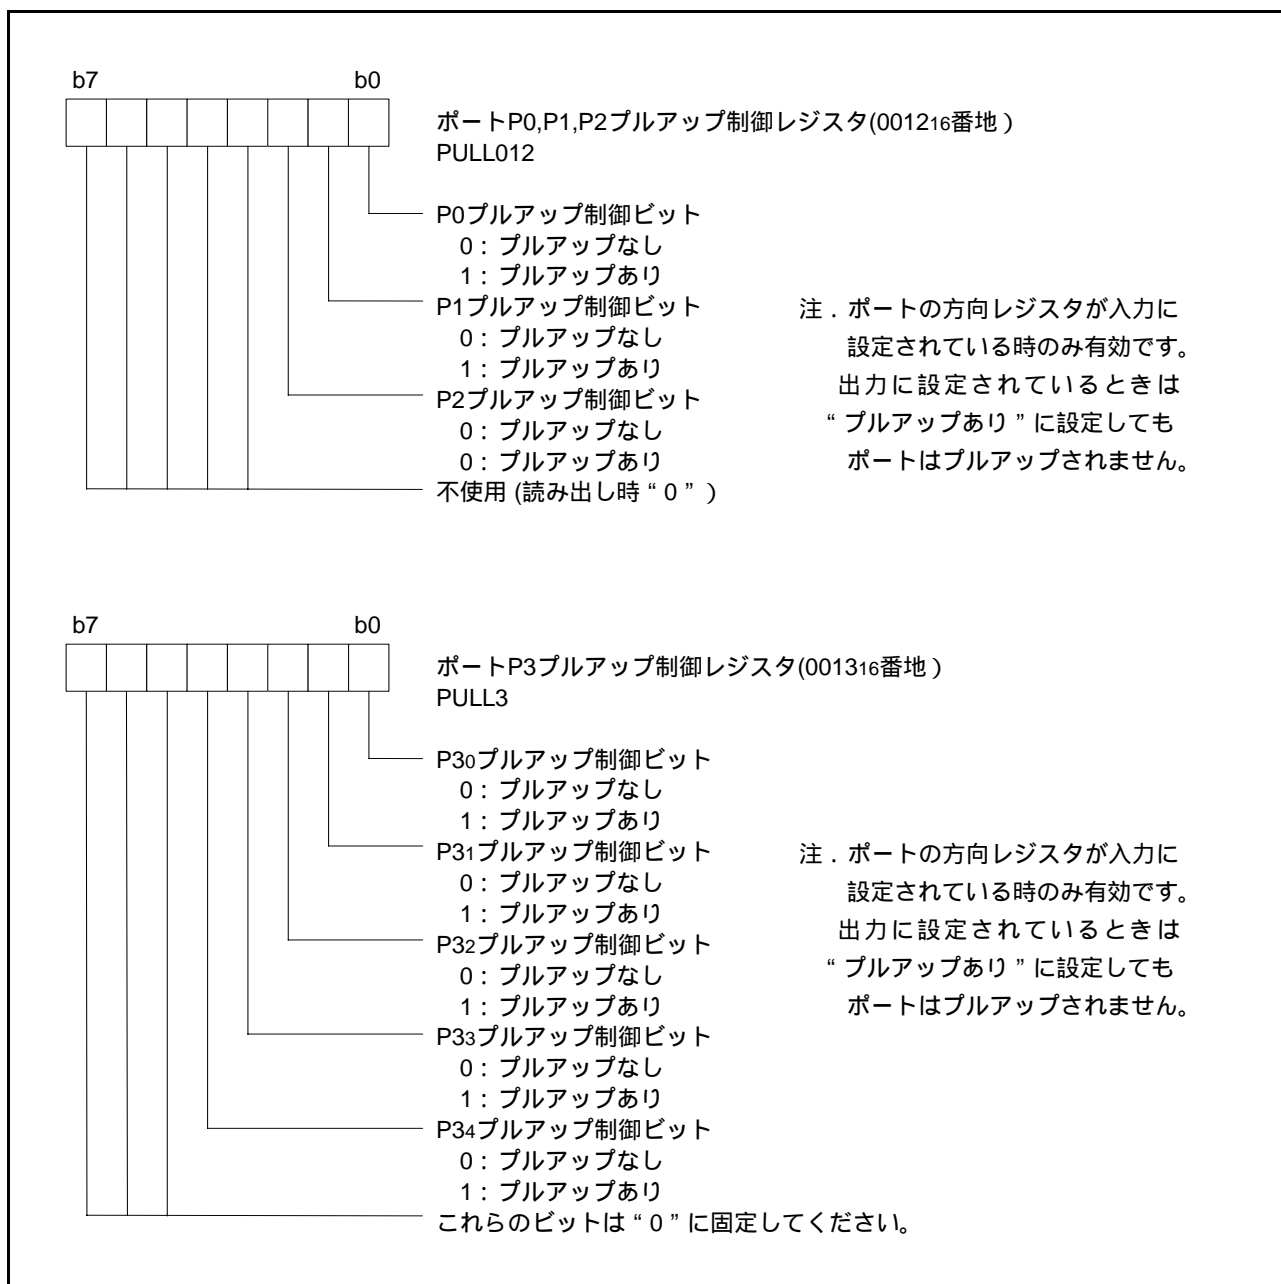 b7 b0
ポートP0,P1,P2プルアップ制御レジスタ(001216番地)
PULL012
P0プルアップ制御ビット
0：プルアップなし
1：プルアップあり
P1プルアップ制御ビット
0：プルアップなし
1：プルアップあり
P2プルアップ制御ビット
0：プルアップなし
0：プルアップあり
不使用 (読み出し時“0”)
注．ポートの方向レジスタが入力に
設定されている時のみ有効です。
出力に設定されているときは
“プルアップあり”に設定しても
ポートはプルアップされません。
b7 b0
ポートP3プルアップ制御レジスタ(001316番地)
PULL3
P30プルアップ制御ビット
0：プルアップなし
1：プルアップあり
P31プルアップ制御ビット
0：プルアップなし
1：プルアップあり
P32プルアップ制御ビット
0：プルアップなし
1：プルアップあり
P33プルアップ制御ビット
0：プルアップなし
1：プルアップあり
P34プルアップ制御ビット
0：プルアップなし
1：プルアップあり
これらのビットは“0”に固定してください。
注．ポートの方向レジスタが入力に
設定されている時のみ有効です。
出力に設定されているときは
“プルアップあり”に設定しても
ポートはプルアップされません。